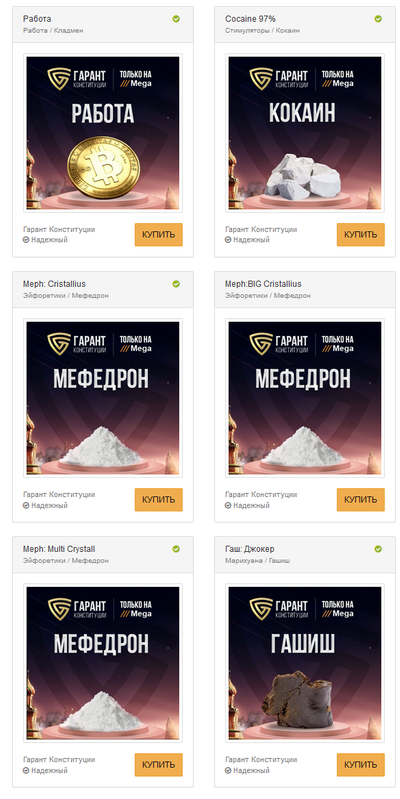 Работа
Работа / Кладмен
ГАРАНТ
КОНСТИТУЦИИ
ТОЛЬКО НА
Mega
РАБОТА
Гарант Конституции
Надежный
КУПИТЬ
Cocaine 97%
Стимуляторы / Кокаин
ГАРАНТ
КОНСТИТУЦИИ
ТОЛЬКО НА
Mega
КОКАИН
Гарант Конституции
Надежный
КУПИТЬ
Meph: Cristallius
Эйфоретики / Мефедрон
ГАРАНТ
КОНСТИТУЦИИ
ТОЛЬКО НА
Mega
МЕФЕДРОН
Гарант Конституции
Надежный
КУПИТЬ
Meph:BIG Cristallius
Эйфоретики / Мефедрон
ГАРАНТ
КОНСТИТУЦИИ
ТОЛЬКО НА
Mega
МЕФЕДРОН
Гарант Конституции
Надежный
КУПИТЬ
Meph: Multi Crystall
Эйфоретики / Мефедрон
ГАРАНТ
КОНСТИТУЦИИ
ТОЛЬКО НА
Mega
МЕФЕДРОН
Гарант Конституции
Надежный
КУПИТЬ
Гаш: Джокер
Марихуана / Гашиш
ГАРАНТ
КОНСТИТУЦИИ
ТОЛЬКО НА
Mega
ГАШИШ
Гарант Конституции
Надежный
КУПИТЬ